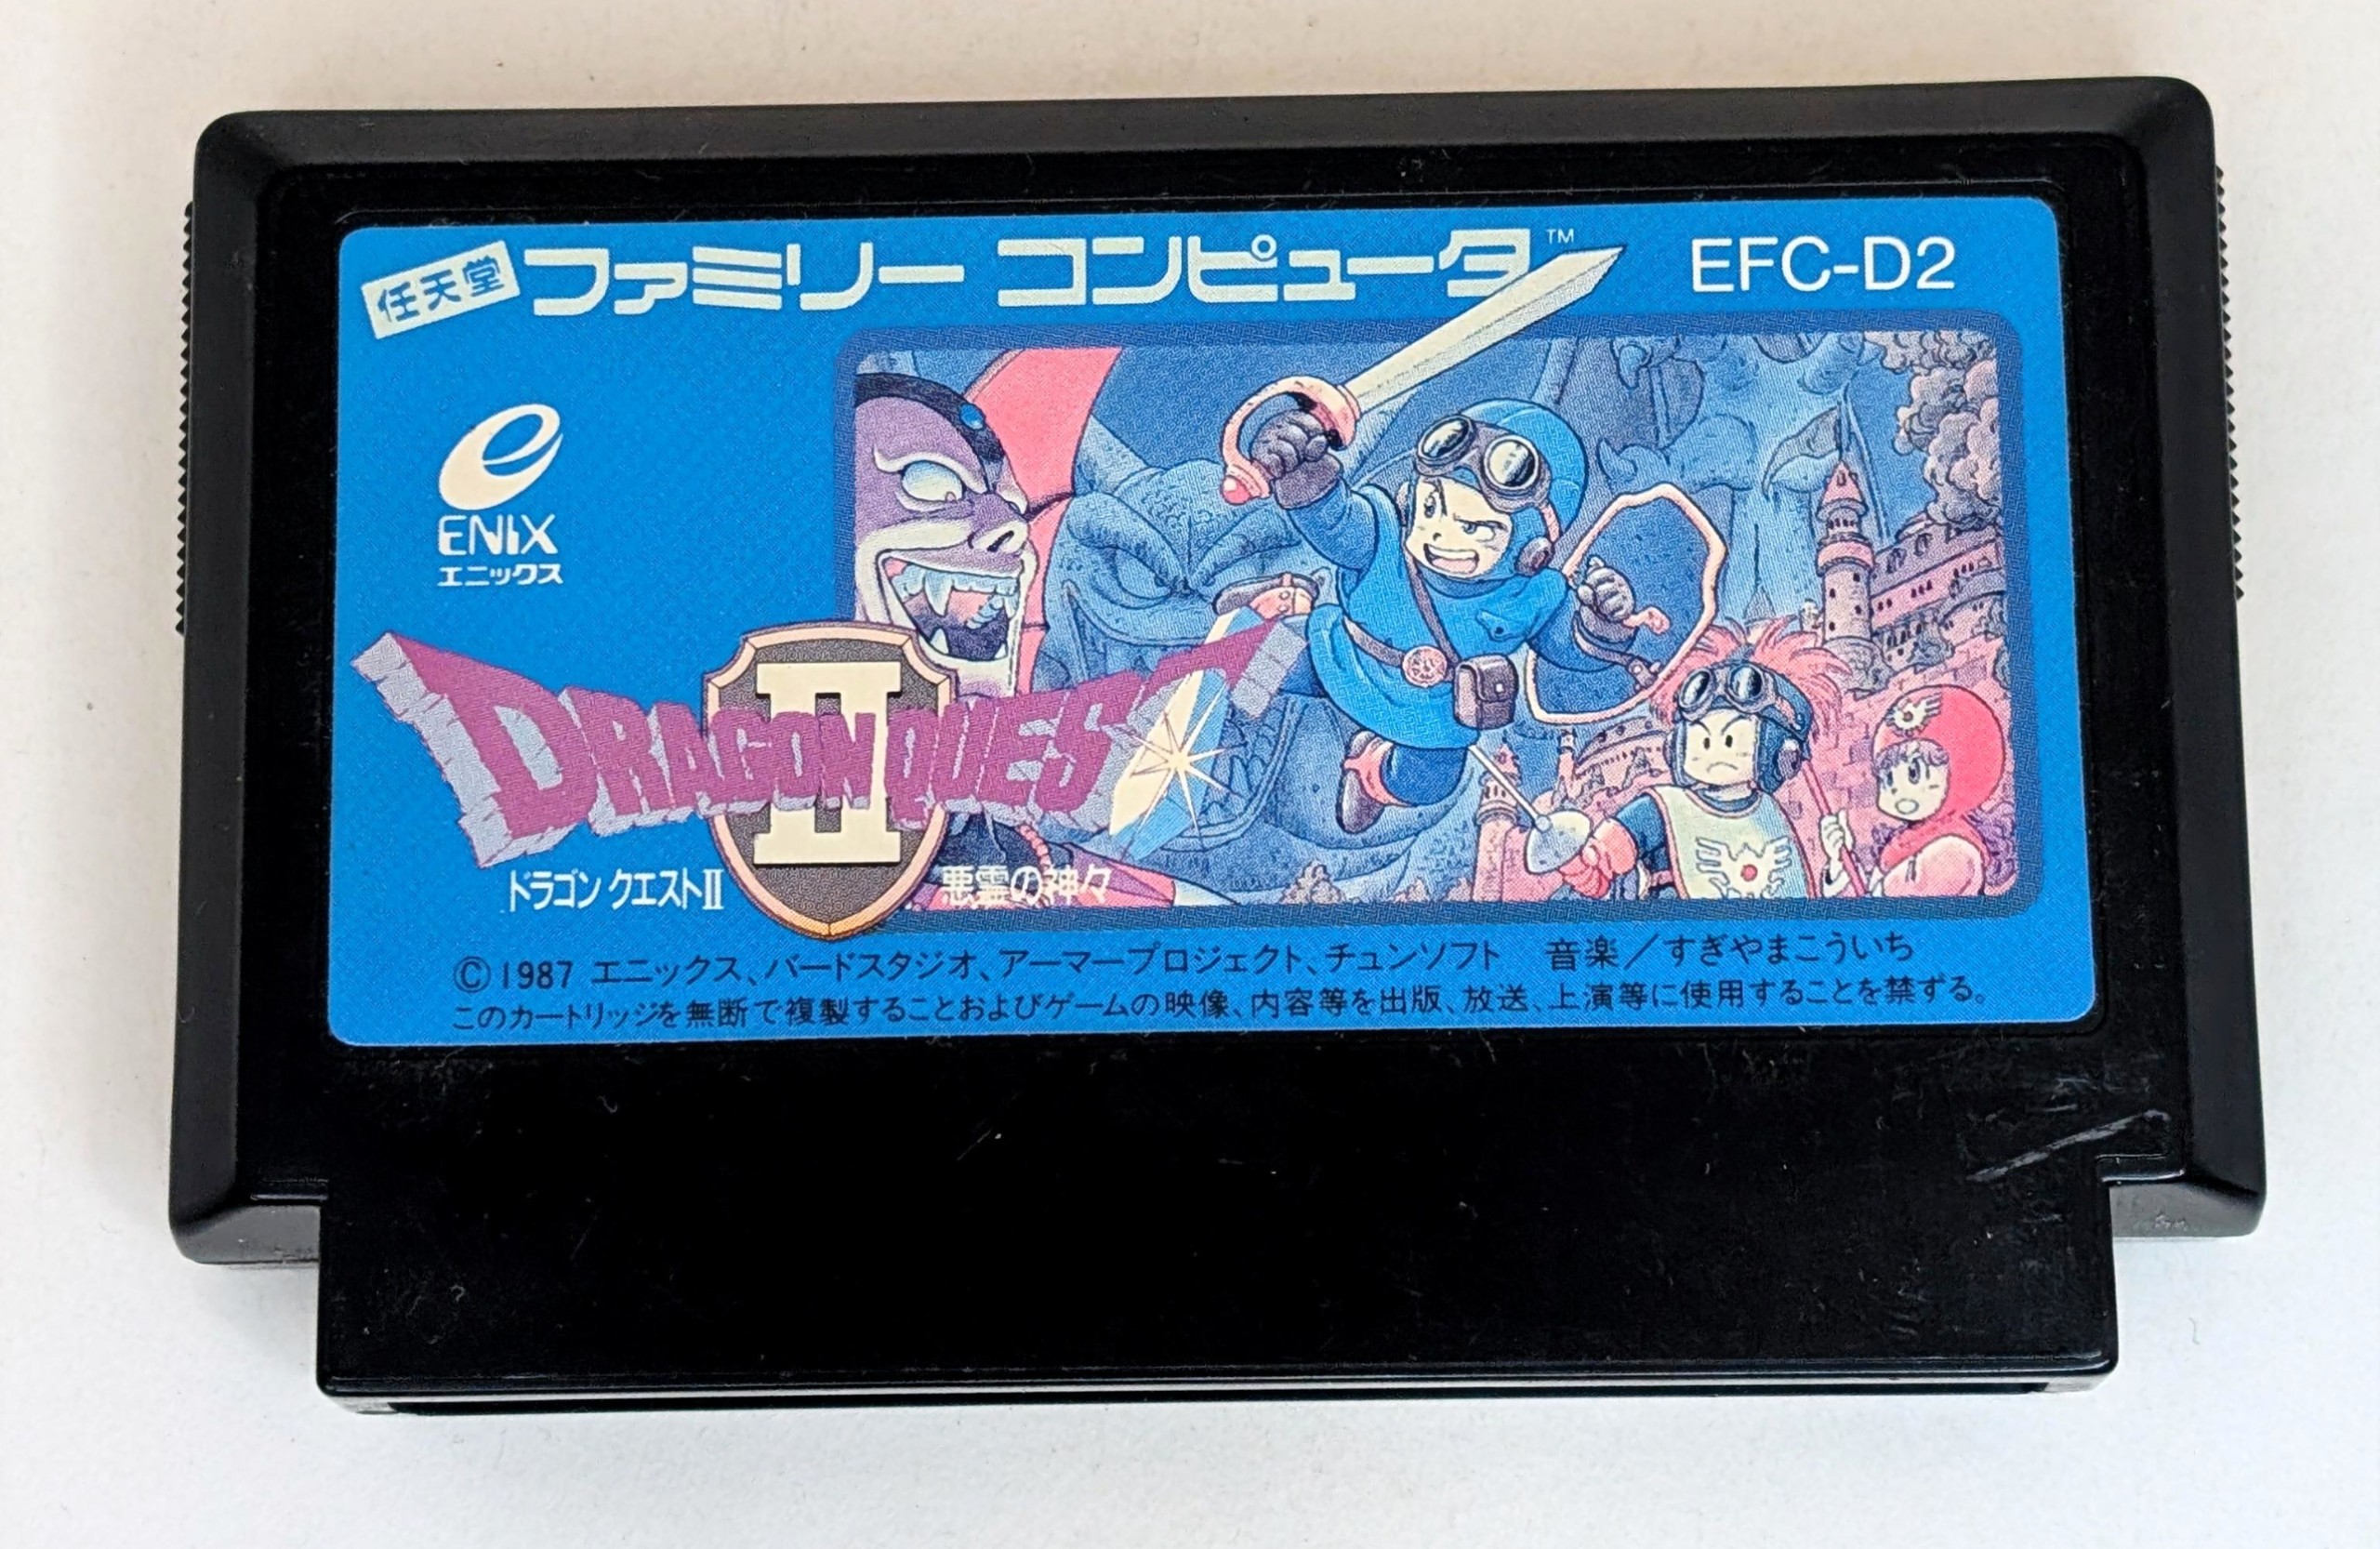 任天堂 ファミリー コンピュータ™ EFC-D2
ENIX
エニックス
DRAGON QUEST
II
ドラゴンクエストII 悪霊の神々
© 1987 エニックス、バードスタジオ、アーマープロジェクト、チュンソフト 音楽/すぎやまこういち
このカートリッジを無断で複製することおよびゲームの映像、内容等を出版、放送、上演等に使用することを禁ずる。